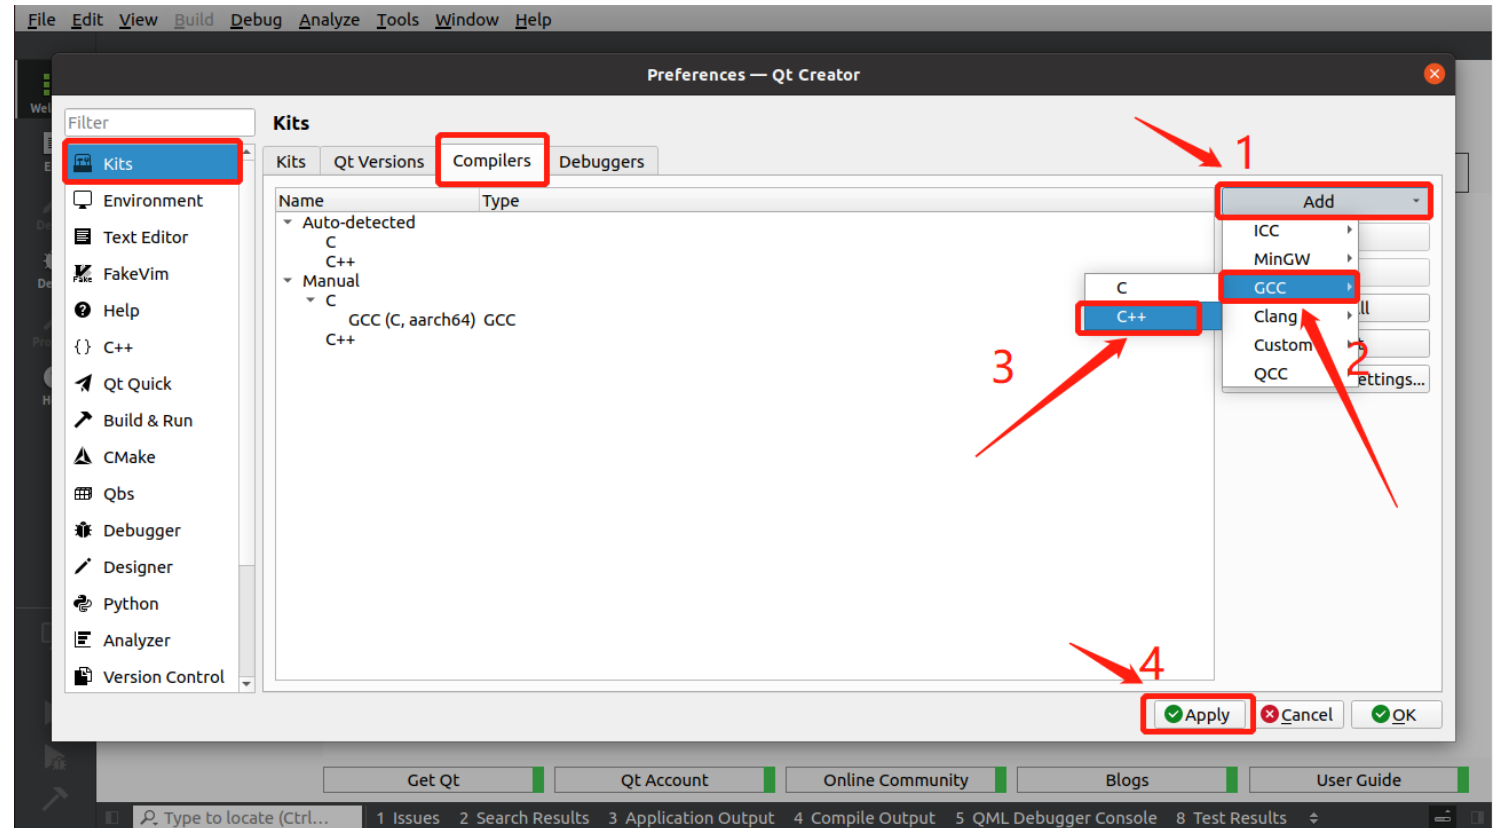 File Edit View Build Debug Analyze Tools Window Help
Preferences — Qt Creator
Wel
Filter
Kits
Kits
Environment
Text Editor
FakeVim
Help
{} C++
Qt Quick
Build & Run
CMake
Qbs
Debugger
Designer
Python
Analyzer
Version Control
Kits Qt Versions Compilers Debuggers
1
Name Type
Auto-detected
C
C++
Manual
C
GCC (C, aarch64) GCC
C++
Add
ICC
MinGW
GCC
Clang
Custom
QCC
ettings...
C
C++
2
3
4
Apply Cancel OK
Get Qt Qt Account Online Community Blogs User Guide
Type to locate (Ctrl... 1 Issues 2 Search Results 3 Application Output 4 Compile Output 5 QML Debugger Console 8 Test Results